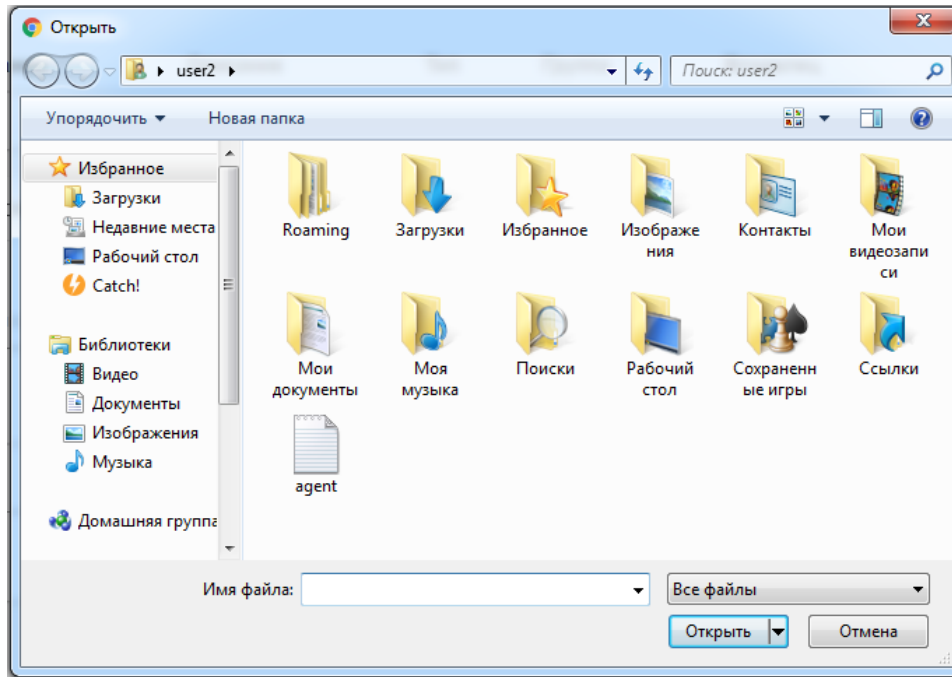 Открыть
user2
Поиск: user2
Упорядочить
Новая папка
Избранное
Загрузки
Недавние места
Рабочий стол
Catch!
Библиотеки
Видео
Документы
Изображения
Музыка
Домашняя группа
Roaming
Загрузки
Избранное
Изображе
ния
Контакты
Мои
видеозапи
си
Мои
документы
Моя
музыка
Поиски
Рабочий
стол
Сохраненн
ые игры
Ссылки
agent
Имя файла:
Все файлы
Открыть
Отмена